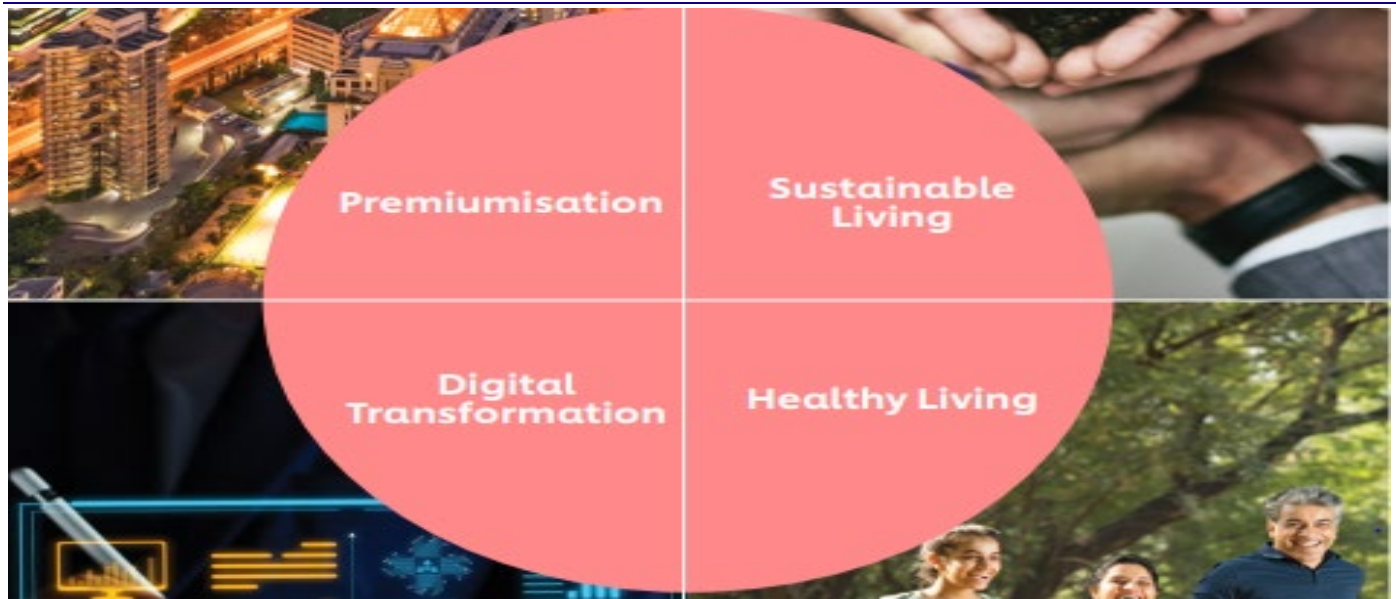 Premiumisation
Sustainable
Living
Digital
Transformation
Healthy Living